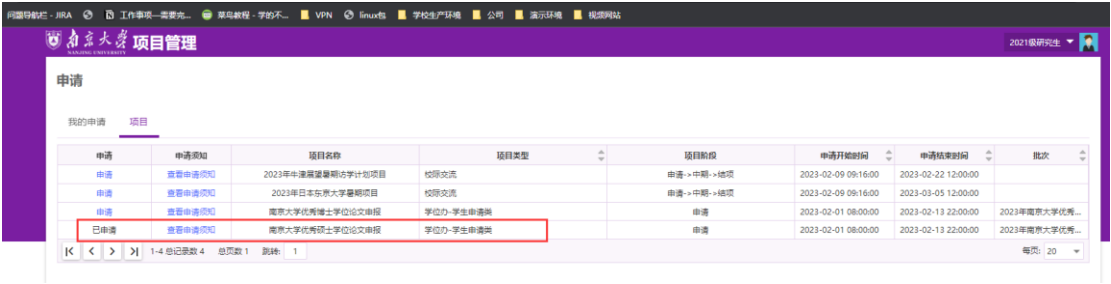 问题导航栏 - JIRA 工作事项—需要完... 菜鸟教程 - 学的不... VPN linux包 学校生产环境 公司 演示环境 视频网站
南京大学 项目管理 2021级研究生
NANJING UNIVERSITY
申请
我的申请 项目
申请 申请须知 项目名称 项目类型 项目阶段 申请开始时间 申请结束时间 批次
申请 查看申请须知 2023年牛津展望暑期访学计划项目 校际交流 申请->中期->结项 2023-02-09 09:16:00 2023-02-22 12:00:00
申请 查看申请须知 2023年日本东京大学暑期项目 校际交流 申请->中期->结项 2023-02-09 09:16:00 2023-03-05 12:00:00
申请 查看申请须知 南京大学优秀博士学位论文申报 学位办-学生申请类 申请 2023-02-01 08:00:00 2023-02-13 22:00:00 2023年南京大学优秀...
已申请 查看申请须知 南京大学优秀硕士学位论文申报 学位办-学生申请类 申请 2023-02-01 08:00:00 2023-02-13 22:00:00 2023年南京大学优秀...
1-4 总记录数 4 总页数 1 跳转: 1 每页: 20